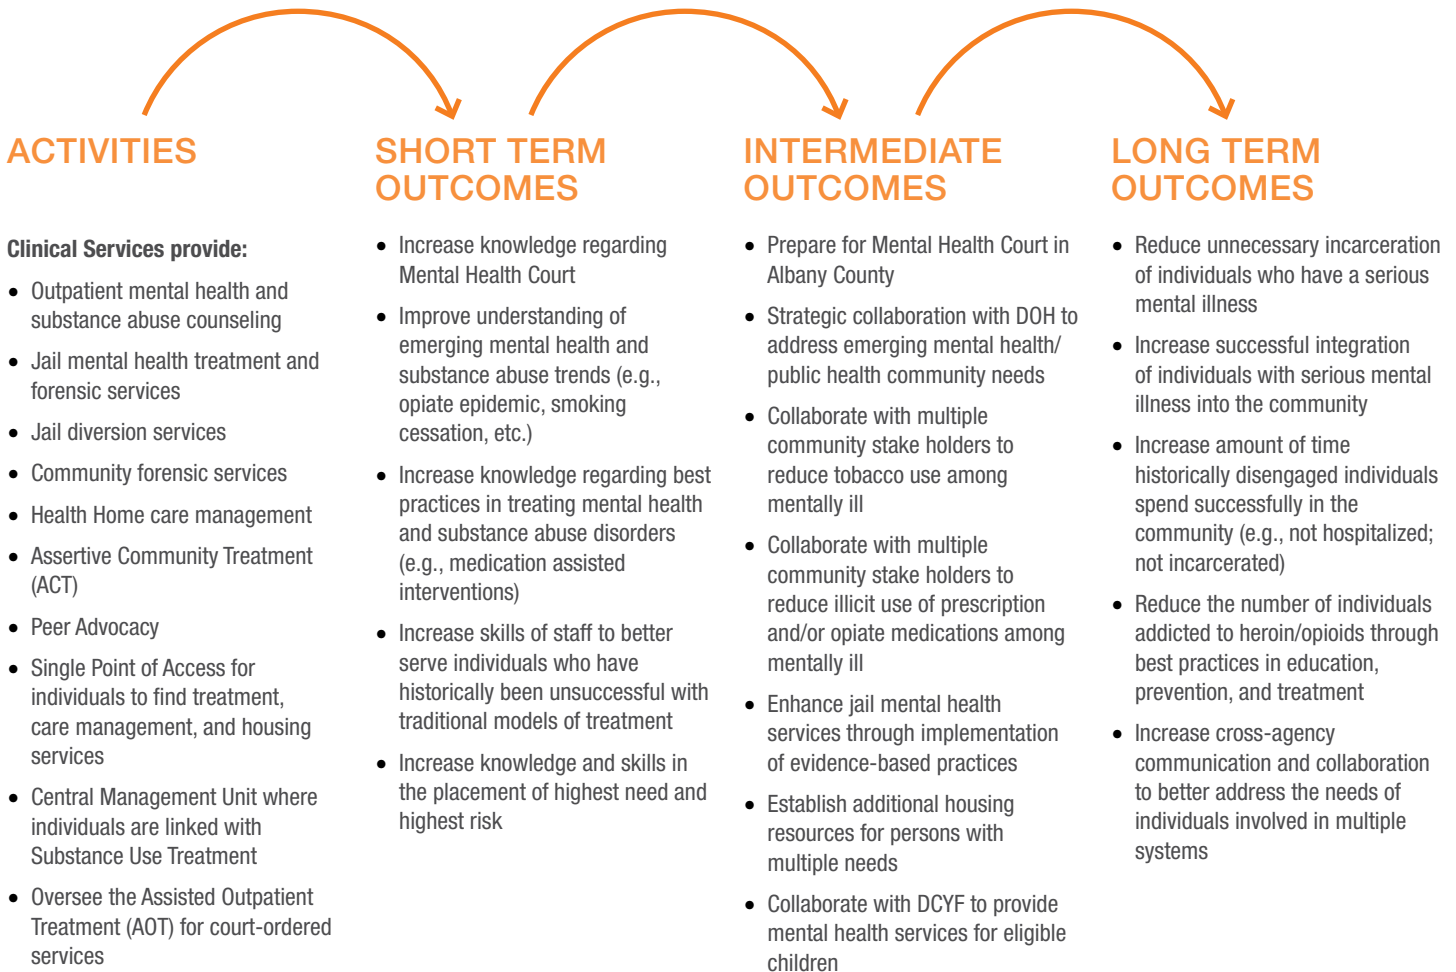 ACTIVITIES
Clinical Services provide:
• Outpatient mental health and
substance abuse counseling
• Jail mental health treatment and
forensic services
• Jail diversion services
• Community forensic services
• Health Home care management
• Assertive Community Treatment
(ACT)
• Peer Advocacy
• Single Point of Access for
individuals to find treatment,
care management, and housing
services
• Central Management Unit where
individuals are linked with
Substance Use Treatment
• Oversee the Assisted Outpatient
Treatment (AOT) for court-ordered
services
SHORT TERM
OUTCOMES
• Increase knowledge regarding
Mental Health Court
• Improve understanding of
emerging mental health and
substance abuse trends (e.g.,
opiate epidemic, smoking
cessation, etc.)
• Increase knowledge regarding best
practices in treating mental health
and substance abuse disorders
(e.g., medication assisted
interventions)
• Increase skills of staff to better
serve individuals who have
historically been unsuccessful with
traditional models of treatment
• Increase knowledge and skills in
the placement of highest need and
highest risk
INTERMEDIATE
OUTCOMES
• Prepare for Mental Health Court in
Albany County
• Strategic collaboration with DOH to
address emerging mental health/
public health community needs
• Collaborate with multiple
community stake holders to
reduce tobacco use among
mentally ill
• Collaborate with multiple
community stake holders to
reduce illicit use of prescription
and/or opiate medications among
mentally ill
• Enhance jail mental health
services through implementation
of evidence-based practices
• Establish additional housing
resources for persons with
multiple needs
• Collaborate with DCYF to provide
mental health services for eligible
children
LONG TERM
OUTCOMES
• Reduce unnecessary incarceration
of individuals who have a serious
mental illness
• Increase successful integration
of individuals with serious mental
illness into the community
• Increase amount of time
historically disengaged individuals
spend successfully in the
community (e.g., not hospitalized;
not incarcerated)
• Reduce the number of individuals
addicted to heroin/opioids through
best practices in education,
prevention, and treatment
• Increase cross-agency
communication and collaboration
to better address the needs of
individuals involved in multiple
systems